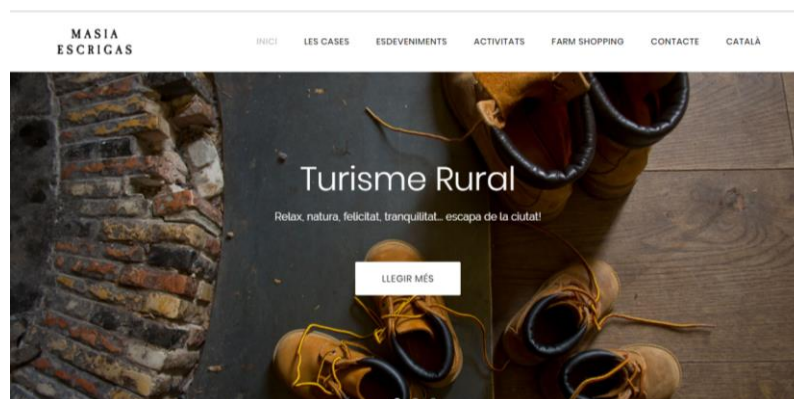 MASIA
ESCRIGAS
INICI LES CASES ESDEVENIMENTS ACTIVITATS FARM SHOPPING CONTACTE CATALÀ
Turisme Rural
Relax, natura, felicitat, tranquilitat... escapa de la ciutat!
LLEGIR MÉS